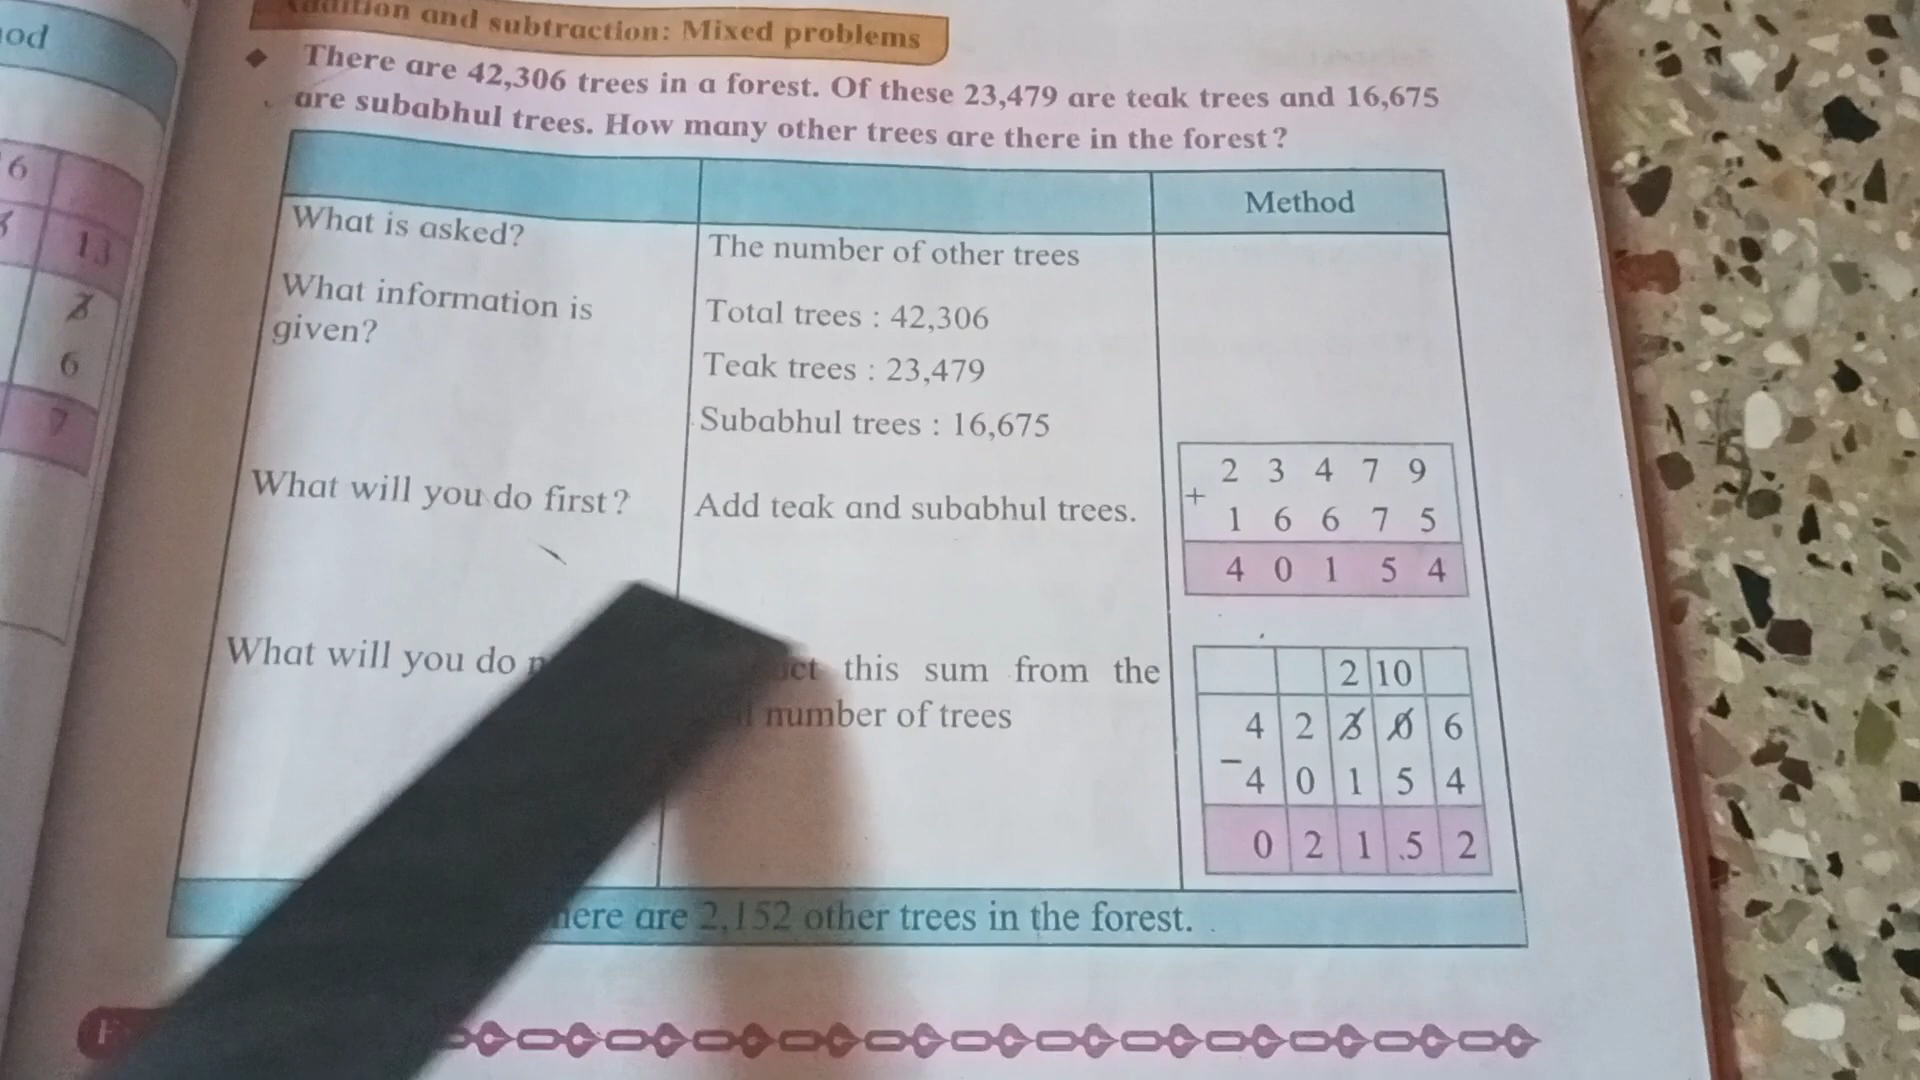 od
6
13
3
6
7
and subtraction: Mixed problems
◆ There are 42,306 trees in a forest. Of these 23,479 are teak trees and 16,675
are subabhul trees. How many other trees are there in the forest?
Method
What is asked?
The number of other trees
What information is
given?
Total trees : 42,306
Teak trees : 23,479
Subabhul trees : 16,675
What will you do first?
Add teak and subabhul trees.
2 3 4 7 9
+
1 6 6 7 5
4 0 1 5 4
What will you do
this sum from the
number of trees
2 10
4 2 3 0 6
-
4 0 1 5 4
0 2 1 5 2
are 2,152 other trees in the forest.